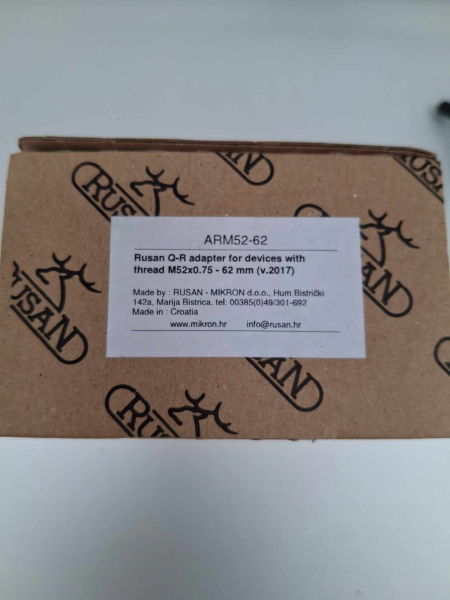 RUSAN
RUSAN
ARM52-62
Rusan Q-R adapter for devices with
thread M52x0.75 - 62 mm (v.2017)
Made by : RUSAN - MIKRON d.o.o., Hum Bistrički
142a, Marija Bistrica, tel: 00385(0)49/301-692
Made in : Croatia
www.mikron.hr info@rusan.hr
RUSAN
SAN
RUS